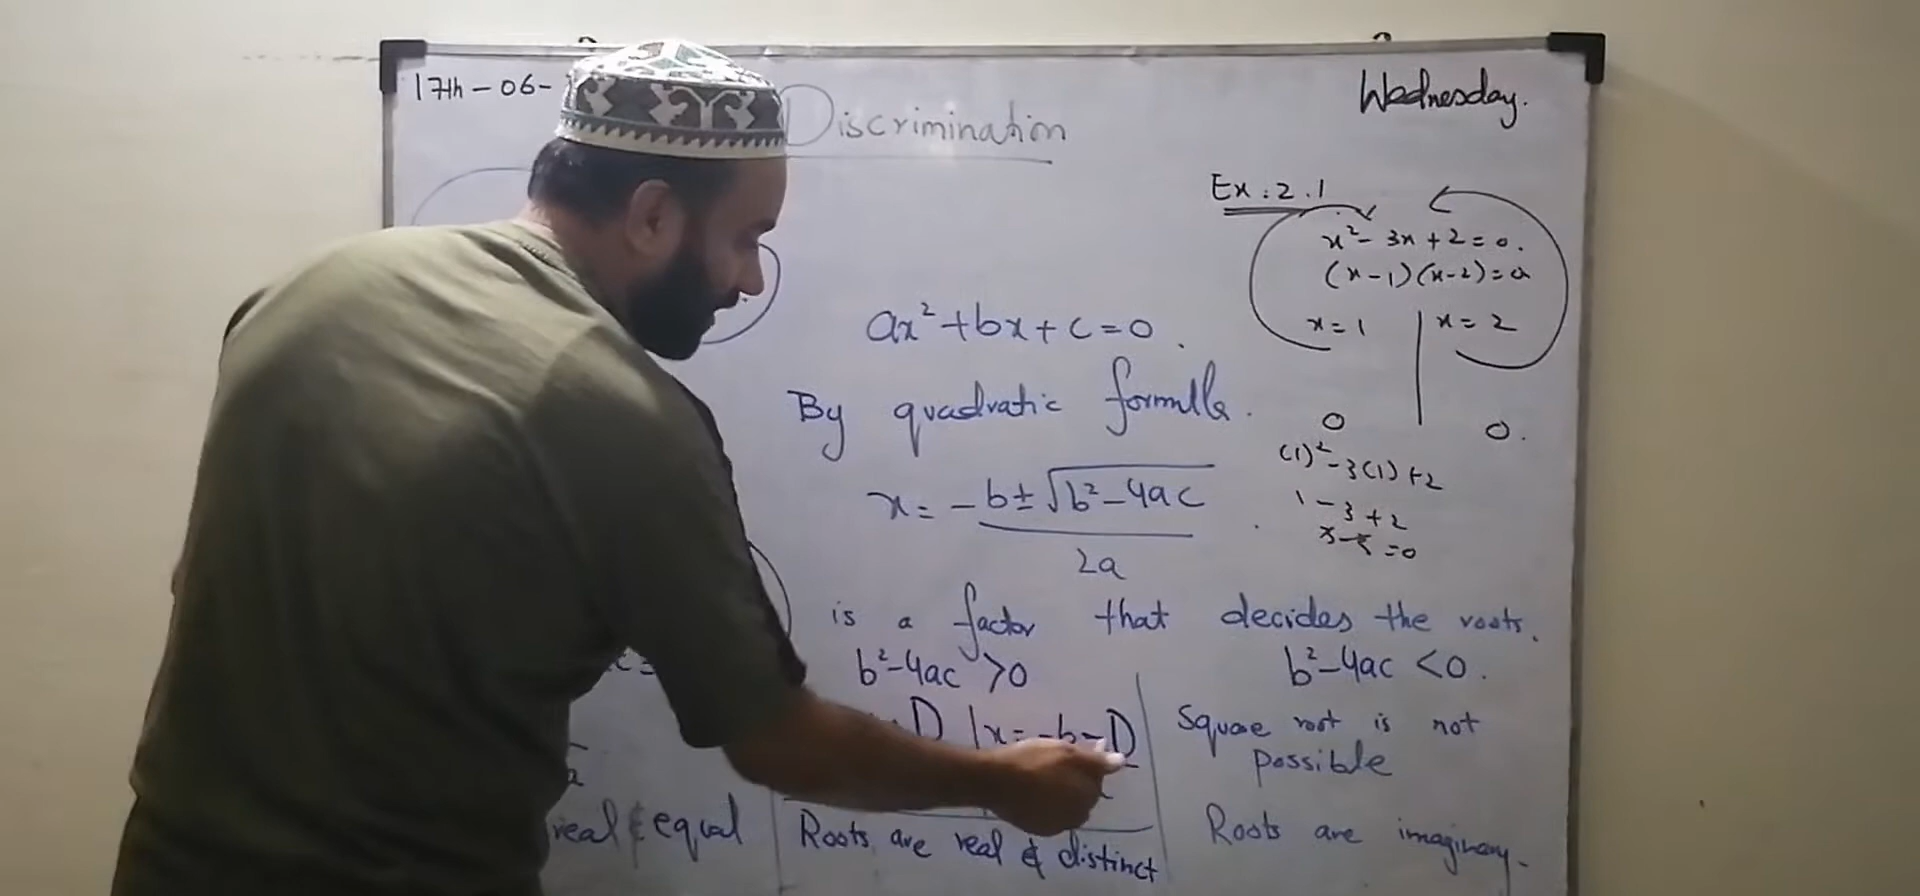 17th - 06-
Discrimination
Wednesday.
Ex: 2.1
x² - 3x + 2 = 0.
(x-1)(x-2)=0
x=1 | x=2
0 0.
(1)² - 3(1) + 2
1 - 3 + 2
3-3 =0
ax² + bx + c = 0.
By quadratic formula.
x = -b ± √b² - 4ac
2a
is a factor that decides the roots.
b²-4ac >0
b²-4ac <0.
D | x = -b-D
Square root is not
possible
real & equal
Roots are real & distinct
Roots are imaginary.